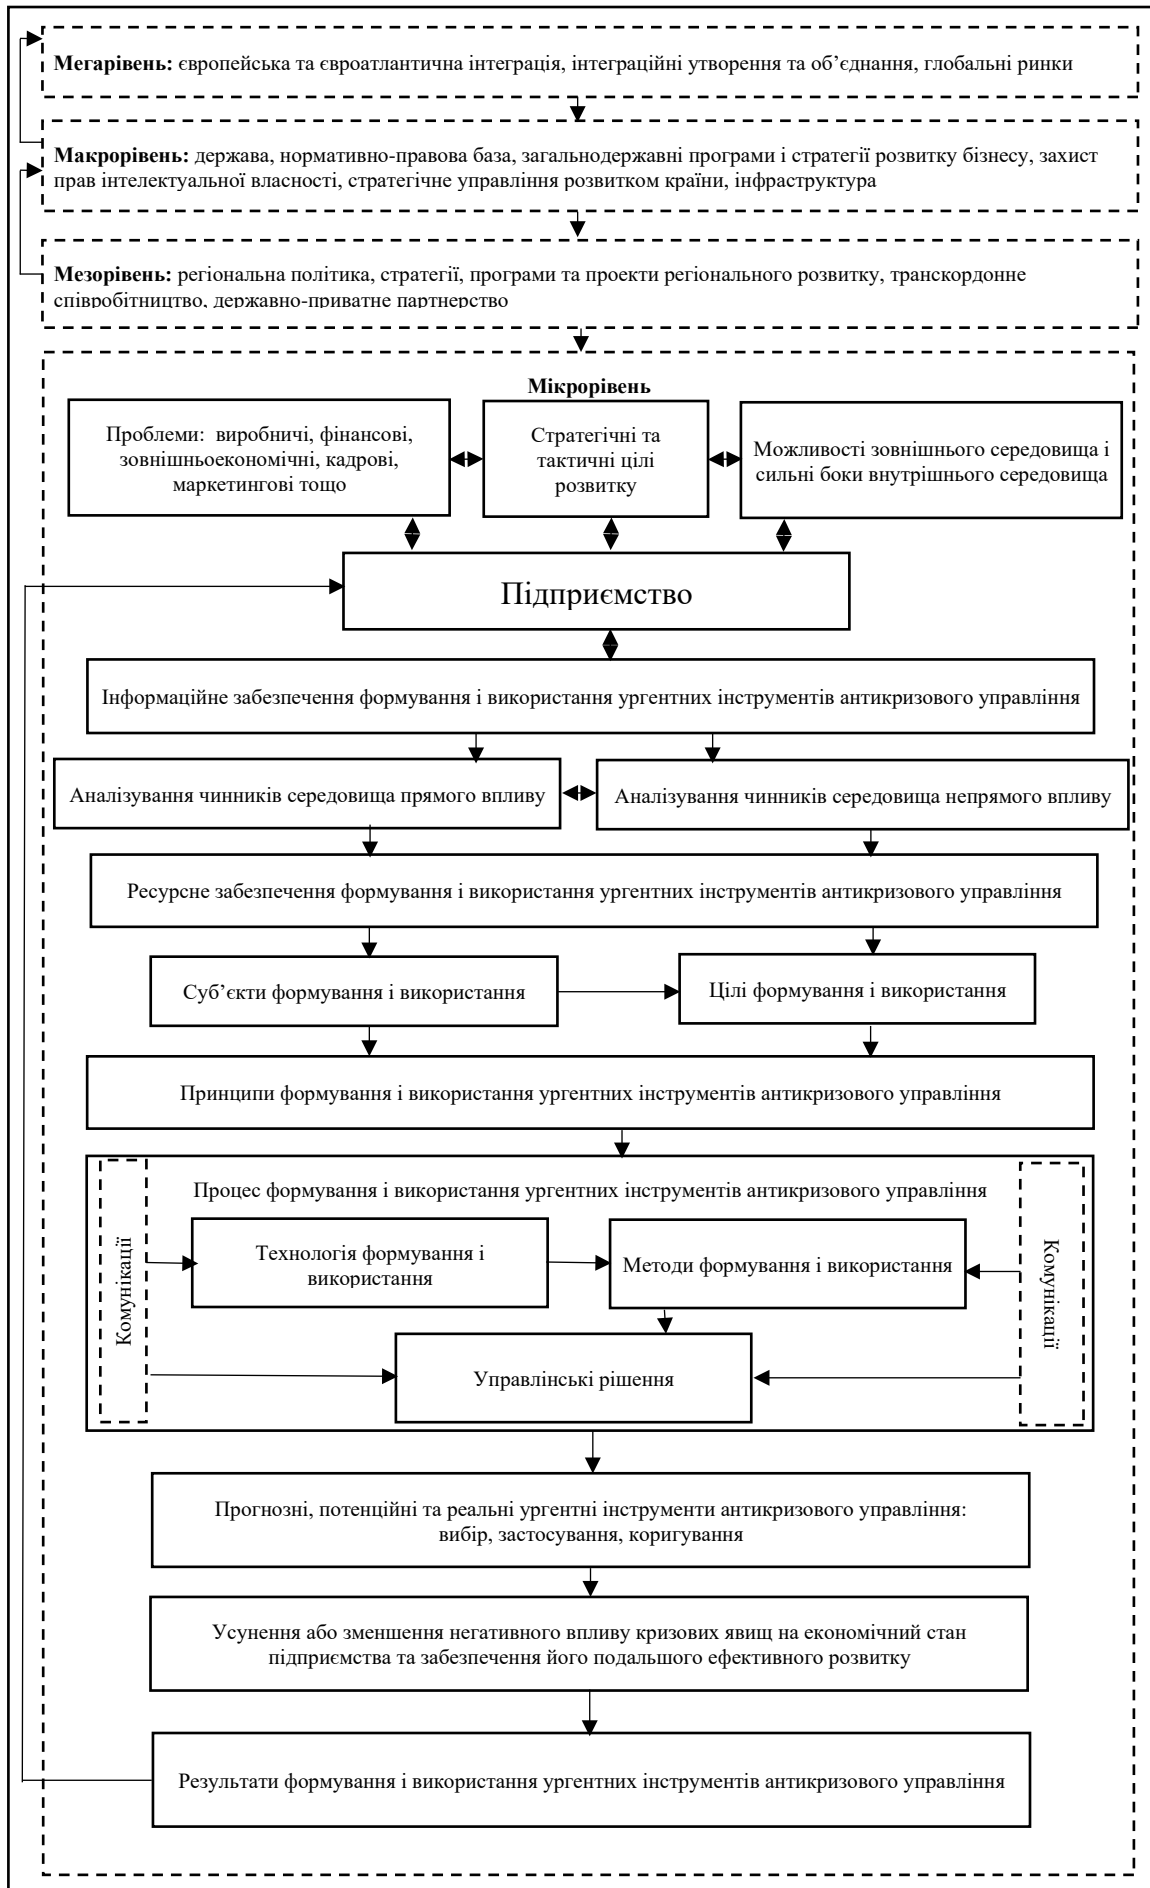 Мегарівень: європейська та євроатлантична інтеграція, інтеграційні утворення та об’єднання, глобальні ринки
Макрорівень: держава, нормативно-правова база, загальнодержавні програми і стратегії розвитку бізнесу, захист
прав інтелектуальної власності, стратегічне управління розвитком країни, інфраструктура
Мезорівень: регіональна політика, стратегії, програми та проекти регіонального розвитку, транскордонне
співробітництво, державно-приватне партнерство
Мікрорівень
Проблеми: виробничі, фінансові,
зовнішньоекономічні, кадрові,
маркетингові тощо
Стратегічні та
тактичні цілі
розвитку
Можливості зовнішнього середовища і
сильні боки внутрішнього середовища
Підприємство
Інформаційне забезпечення формування і використання ургентних інструментів антикризового управління
Аналізування чинників середовища прямого впливу
Аналізування чинників середовища непрямого впливу
Ресурсне забезпечення формування і використання ургентних інструментів антикризового управління
Суб’єкти формування і використання
Цілі формування і використання
Принципи формування і використання ургентних інструментів антикризового управління
Процес формування і використання ургентних інструментів антикризового управління
Комунікації
Технологія формування і
використання
Методи формування і використання
Комунікації
Управлінські рішення
Прогнозні, потенційні та реальні ургентні інструменти антикризового управління:
вибір, застосування, коригування
Усунення або зменшення негативного впливу кризових явищ на економічний стан
підприємства та забезпечення його подальшого ефективного розвитку
Результати формування і використання ургентних інструментів антикризового управління